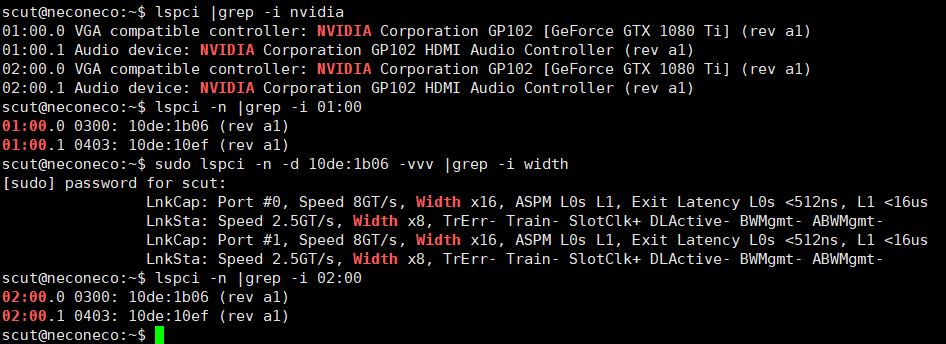 scut@neconeco:~$ lspci |grep -i nvidia
01:00.0 VGA compatible controller: NVIDIA Corporation GP102 [GeForce GTX 1080 Ti] (rev a1)
01:00.1 Audio device: NVIDIA Corporation GP102 HDMI Audio Controller (rev a1)
02:00.0 VGA compatible controller: NVIDIA Corporation GP102 [GeForce GTX 1080 Ti] (rev a1)
02:00.1 Audio device: NVIDIA Corporation GP102 HDMI Audio Controller (rev a1)
scut@neconeco:~$ lspci -n |grep -i 01:00
01:00.0 0300: 10de:1b06 (rev a1)
01:00.1 0403: 10de:10ef (rev a1)
scut@neconeco:~$ sudo lspci -n -d 10de:1b06 -vvv |grep -i width
[sudo] password for scut:
LnkCap: Port #0, Speed 8GT/s, Width x16, ASPM L0s L1, Exit Latency L0s <512ns, L1 <16us
LnkSta: Speed 2.5GT/s, Width x8, TrErr- Train- SlotClk+ DLActive- BWMgmt- ABWMgmt-
LnkCap: Port #1, Speed 8GT/s, Width x16, ASPM L0s L1, Exit Latency L0s <512ns, L1 <16us
LnkSta: Speed 2.5GT/s, Width x8, TrErr- Train- SlotClk+ DLActive- BWMgmt- ABWMgmt-
scut@neconeco:~$ lspci -n |grep -i 02:00
02:00.0 0300: 10de:1b06 (rev a1)
02:00.1 0403: 10de:10ef (rev a1)
scut@neconeco:~$